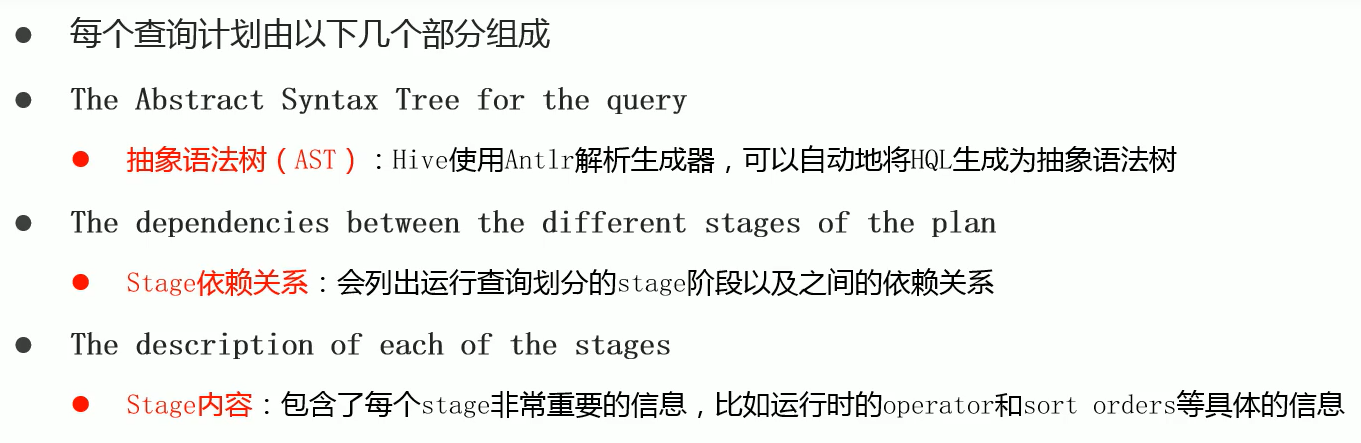 每个查询计划由以下几个部分组成
The Abstract Syntax Tree for the query
抽象语法树（AST）：Hive使用Antlr解析生成器，可以自动地将HQL生成为抽象语法树
The dependencies between the different stages of the plan
Stage依赖关系：会列出运行查询划分的stage阶段以及之间的依赖关系
The description of each of the stages
Stage内容：包含了每个stage非常重要的信息，比如运行时的operator和sort orders等具体的信息